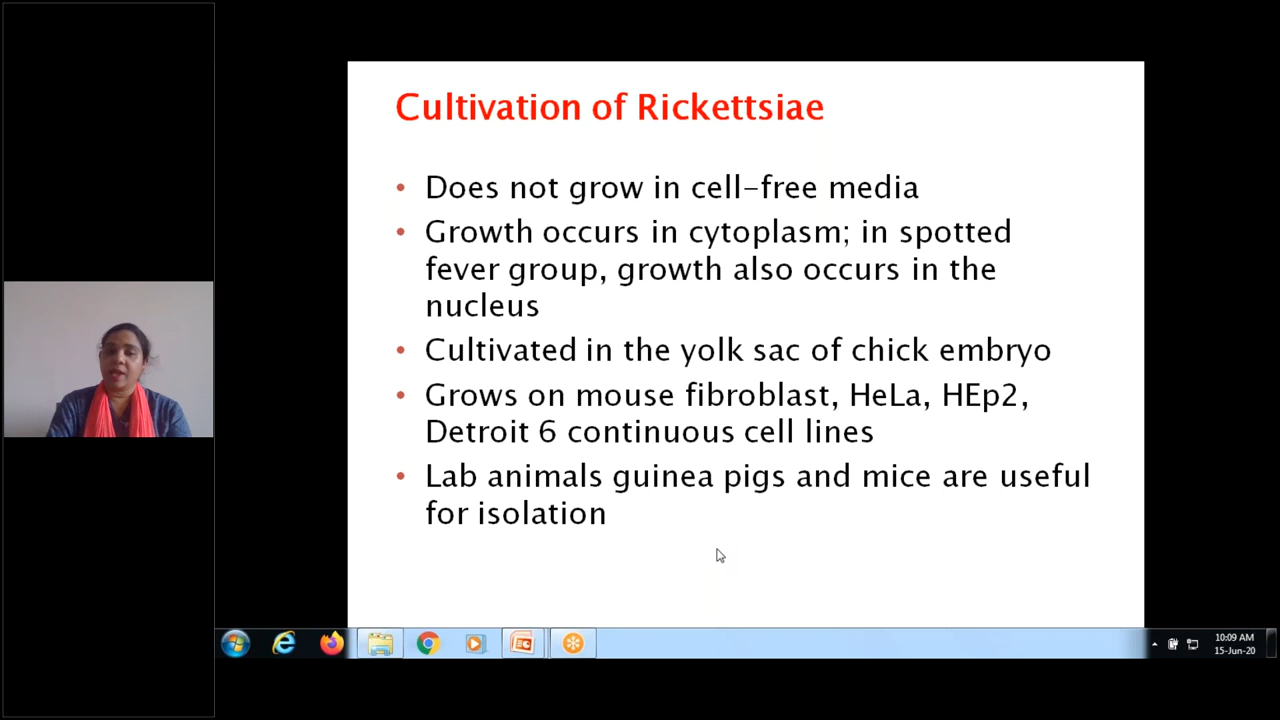 Cultivation of Rickettsiae
• Does not grow in cell-free media
• Growth occurs in cytoplasm; in spotted
fever group, growth also occurs in the
nucleus
• Cultivated in the yolk sac of chick embryo
• Grows on mouse fibroblast, HeLa, HEp2,
Detroit 6 continuous cell lines
• Lab animals guinea pigs and mice are useful
for isolation
10:09 AM
15-Jun-20